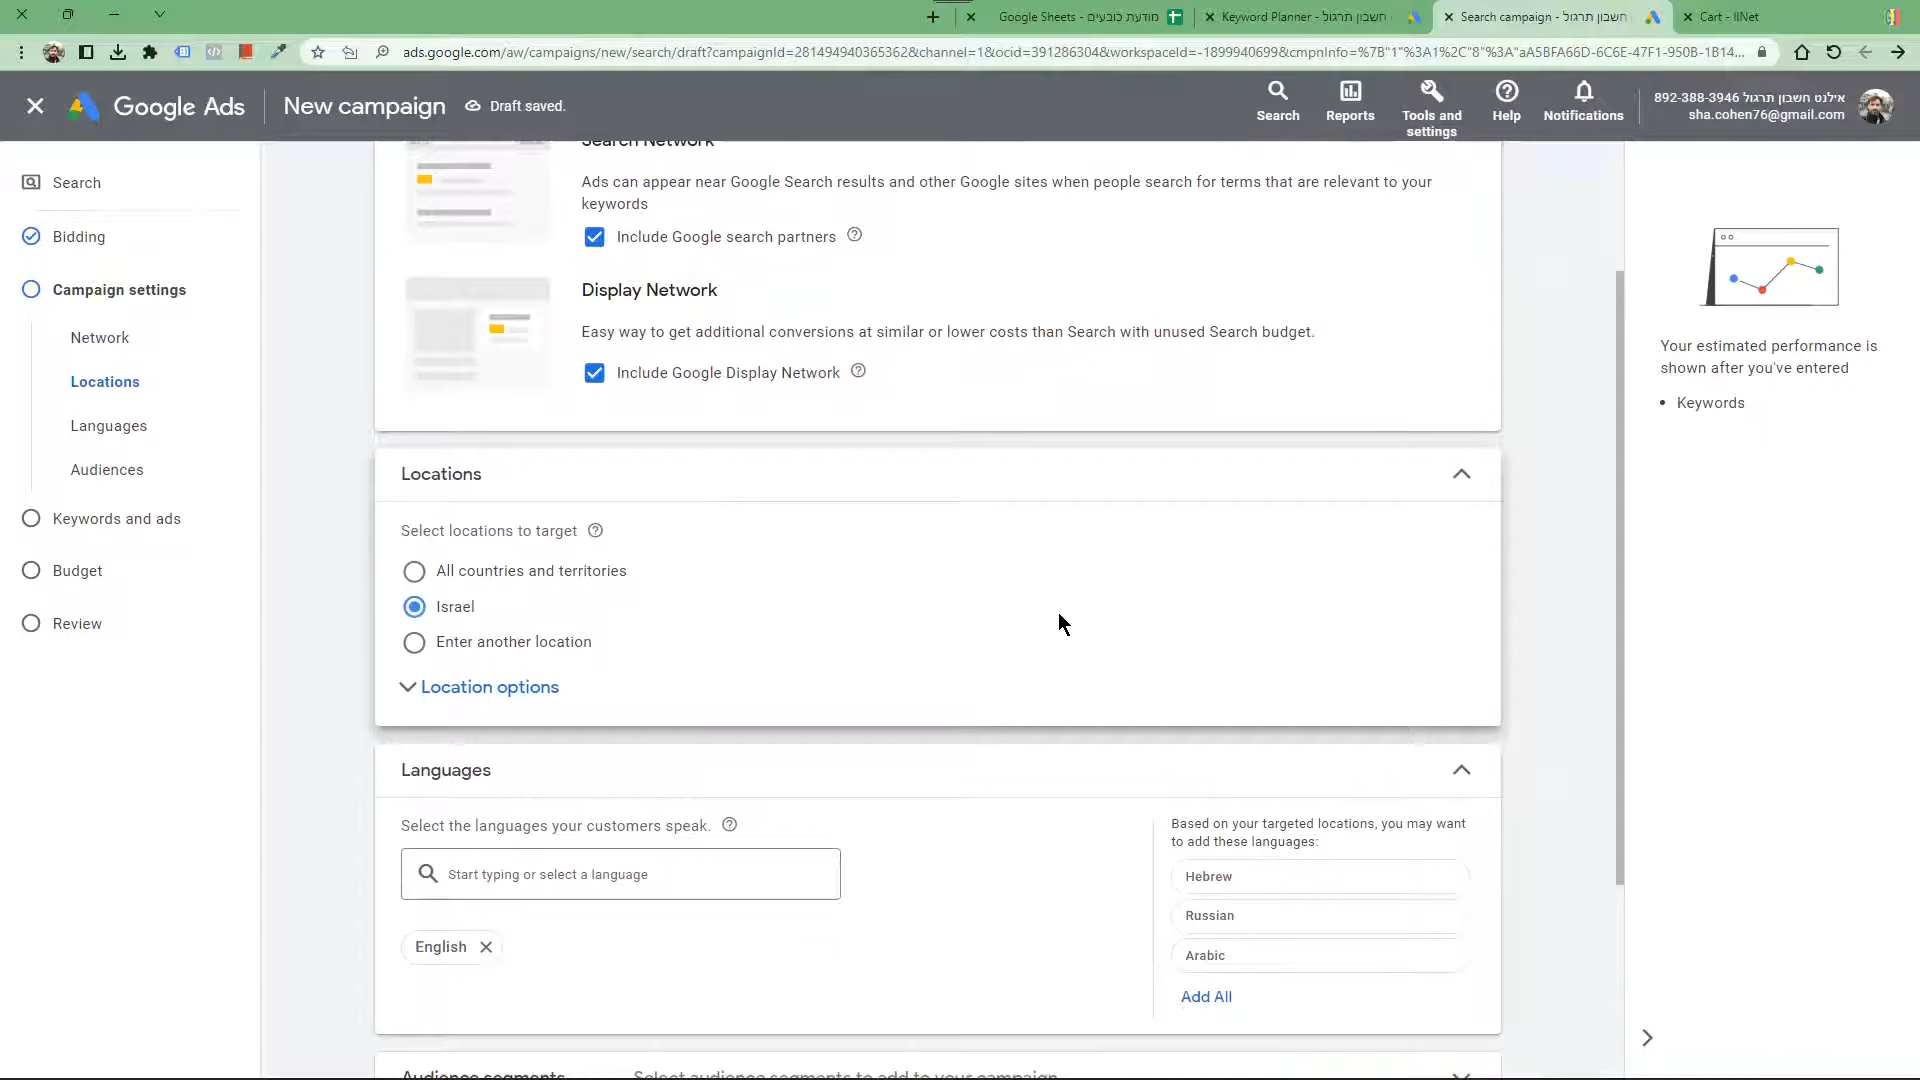 Google Sheets - מודעת כובעים
Keyword Planner - חשבון תרגול
Search campaign - חשבון תרגול
Cart - IINet
ads.google.com/aw/campaigns/new/search/draft?campaignId=281494940365362&channel=1&ocid=391286304&workspaceId=-1899940699&cmpnInfo=%7B"1"%3A1%2C"8"%3A"aA5BFA66D-6C6E-47F1-950B-1B14...
Google Ads
New campaign
Draft saved.
Search
Reports
Tools and
settings
Help
Notifications
892-388-3946 אילנט חשבון תרגול
sha.cohen76@gmail.com
Search
Bidding
Campaign settings
Network
Locations
Languages
Audiences
Keywords and ads
Budget
Review
Search Network
Ads can appear near Google Search results and other Google sites when people search for terms that are relevant to your
keywords
Include Google search partners
Display Network
Easy way to get additional conversions at similar or lower costs than Search with unused Search budget.
Include Google Display Network
Locations
Select locations to target
All countries and territories
Israel
Enter another location
Location options
Languages
Select the languages your customers speak.
Start typing or select a language
English
Based on your targeted locations, you may want
to add these languages:
Hebrew
Russian
Arabic
Add All
Audience segments
Select audience segments to add to your campaign
Your estimated performance is
shown after you've entered
• Keywords